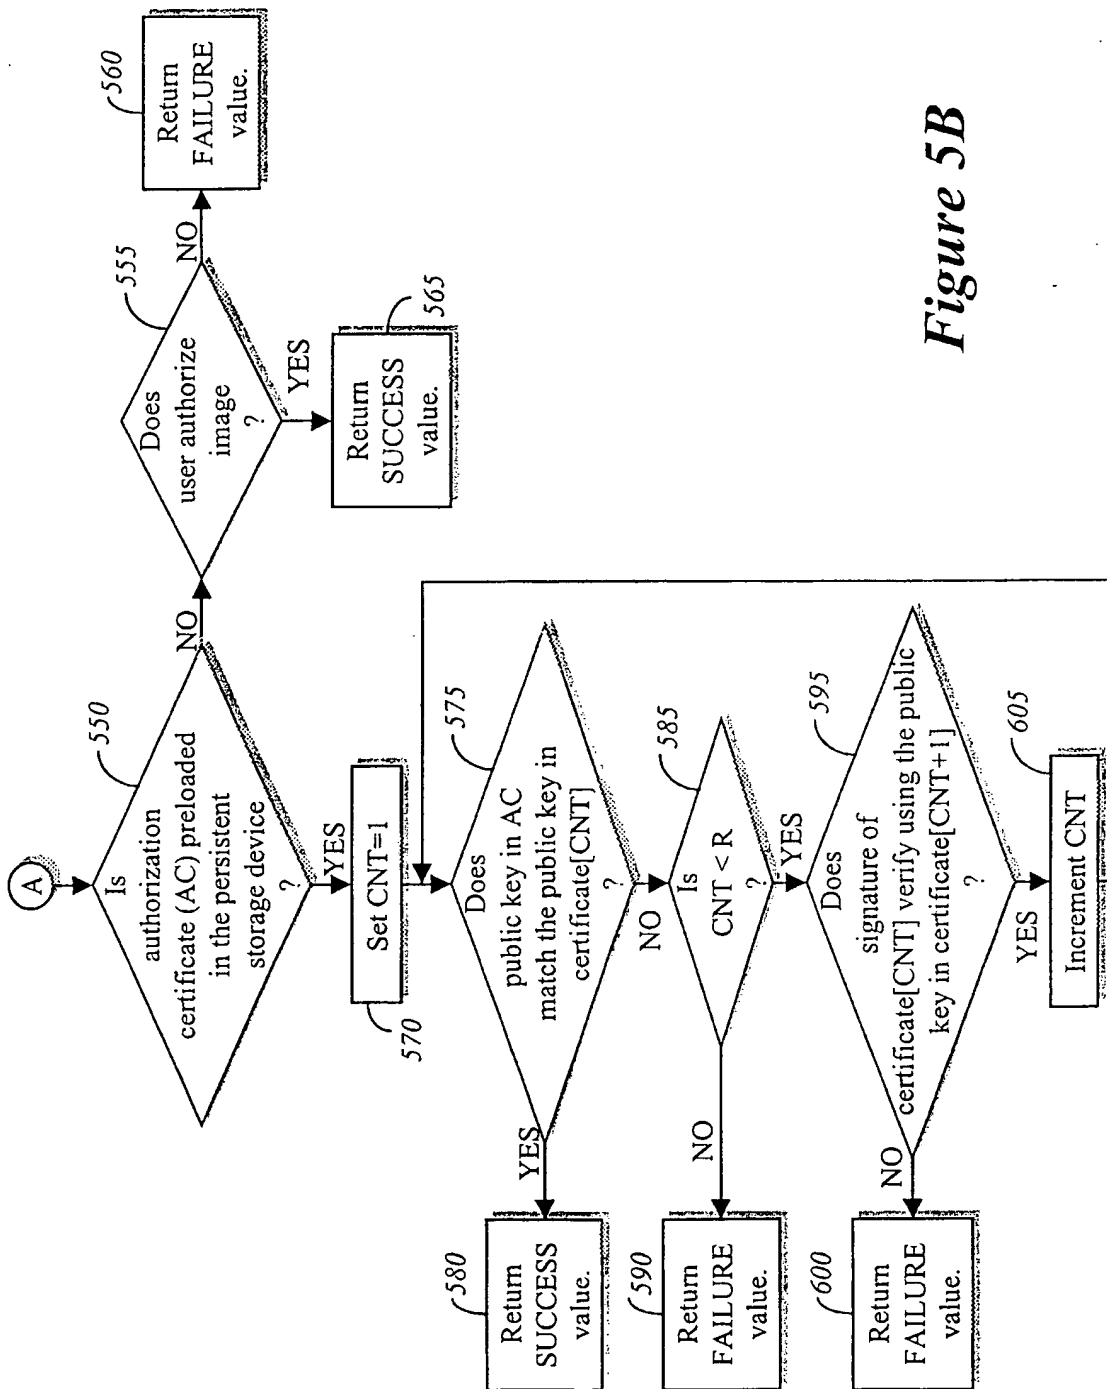 A
550
Is
authorization
certificate (AC) preloaded
in the persistent
storage device
?
NO
YES
555
Does
user authorize
image
?
NO
YES
560
Return
FAILURE
value.
565
Return
SUCCESS
value.
Set CNT=1
570
575
Does
public key in AC
match the public key in
certificate[CNT]
?
YES
NO
580
Return
SUCCESS
value.
585
Is
CNT < R
?
NO
YES
590
Return
FAILURE
value.
595
Does
signature of
certificate[CNT] verify using the public
key in certificate[CNT+1]
?
NO
YES
600
Return
FAILURE
value.
605
Increment CNT
Figure 5B